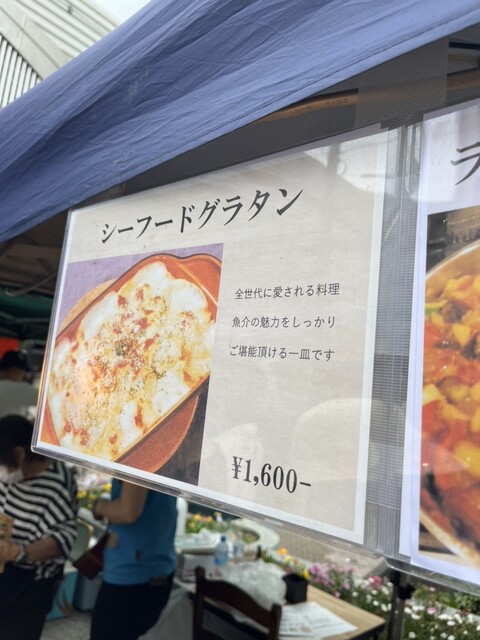 シーフードグラタン
全世代に愛される料理
魚介の魅力をしっかり
ご堪能頂ける一皿です
¥1,600-
ラ